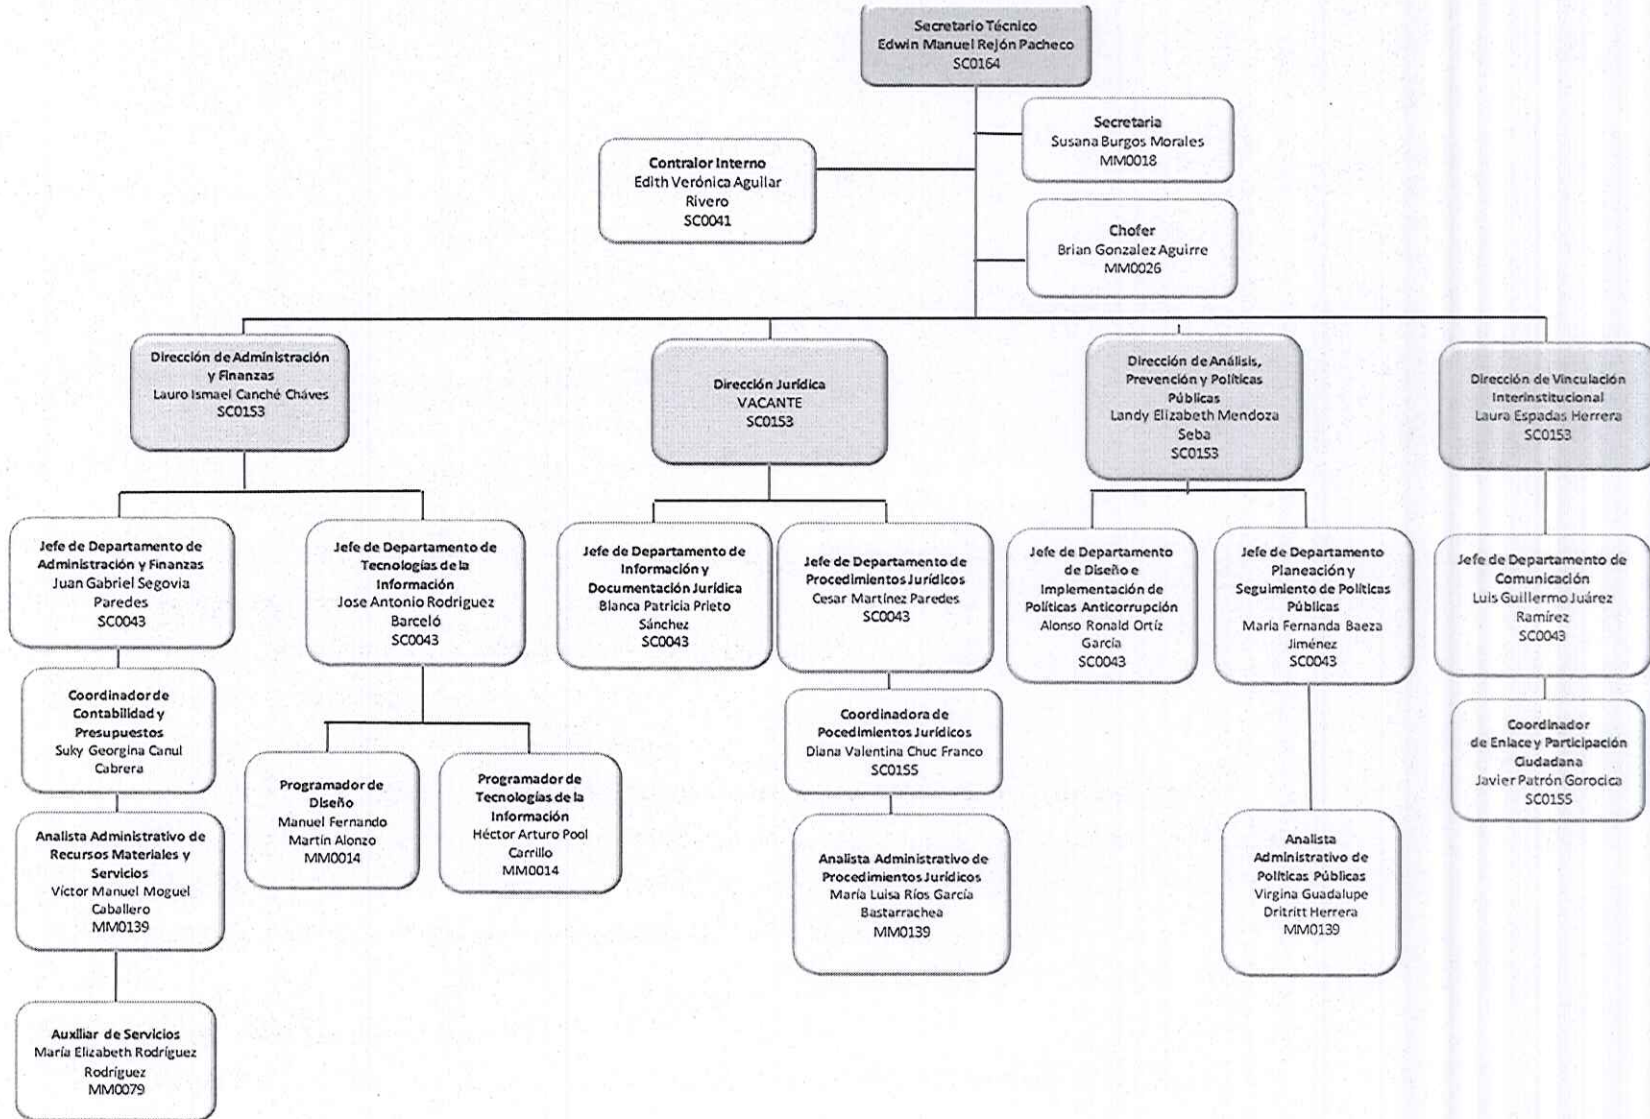 Secretario Técnico
Edwin Manuel Rejón Pacheco
SC0164
Secretaria
Susana Burgos Morales
MM0018
Contralor Interno
Edith Verónica Aguilar
Rivero
SC0041
Chofer
Brian Gonzalez Aguirre
MM0026
Dirección de Administración
y Finanzas
Lauro Ismael Canché Cháves
SC0153
Dirección Jurídica
VACANTE
SC0153
Dirección de Análisis,
Prevención y Políticas
Públicas
Landy Elizabeth Mendoza
Seba
SC0153
Dirección de Vinculación
Interinstitucional
Laura Espadas Herrera
SC0153
Jefe de Departamento de
Administración y Finanzas
Juan Gabriel Segovia
Paredes
SC0043
Jefe de Departamento de
Tecnologías de la
Información
Jose Antonio Rodriguez
Barceló
SC0043
Jefe de Departamento de
Información y
Documentación Jurídica
Blanca Patricia Prieto
Sánchez
SC0043
Jefe de Departamento de
Procedimientos Jurídicos
Cesar Martínez Paredes
SC0043
Jefe de Departamento
de Diseño e
Implementación de
Políticas Anticorrupción
Alonso Ronald Ortíz
García
SC0043
Jefe de Departamento
Planeación y
Seguimiento de Políticas
Públicas
Maria Fernanda Baeza
Jiménez
SC0043
Jefe de Departamento de
Comunicación
Luis Guillermo Juárez
Ramírez
SC0043
Coordinador de
Contabilidad y
Presupuestos
Suky Georgina Canul
Cabrera
Programador de
Diseño
Manuel Fernando
Martín Alonzo
MM0014
Programador de
Tecnologías de la
Información
Héctor Arturo Pool
Carrillo
MM0014
Coordinadora de
Pocedimientos Jurídicos
Diana Valentina Chuc Franco
SC0155
Coordinador
de Enlace y Participación
Ciudadana
Javier Patrón Gorocica
SC0155
Analista Administrativo de
Recursos Materiales y
Servicios
Víctor Manuel Moguel
Caballero
MM0139
Analista Administrativo de
Procedimientos Jurídicos
María Luisa Ríos García
Bastarrachea
MM0139
Analista
Administrativo de
Políticas Públicas
Virgina Guadalupe
Dritritt Herrera
MM0139
Auxiliar de Servicios
María Elizabeth Rodríguez
Rodríguez
MM0079